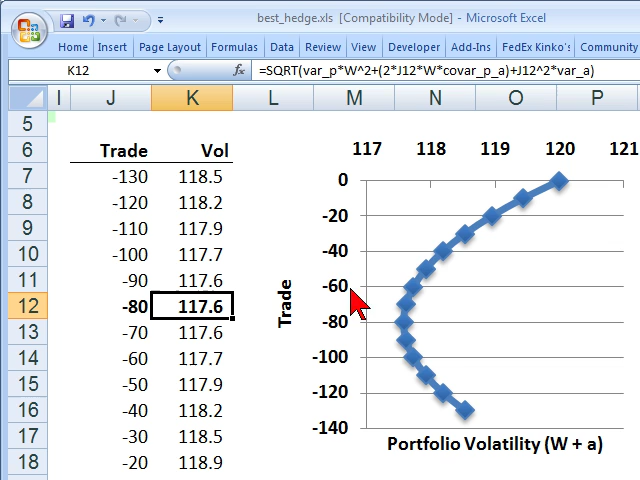 best_hedge.xls [Compatibility Mode] - Microsoft Excel
Home Insert Page Layout Formulas Data Review View Developer Add-Ins FedEx Kinko's Community
K12 fx =SQRT(var_p*W^2+(2*J12*W*covar_p_a)+J12^2*var_a)
I J K L M N O P
5
6 Trade Vol 117 118 119 120 121
7 -130 118.5 0
8 -120 118.2 -20
9 -110 117.9
10 -100 117.7 -40
11 -90 117.6 -60
12 -80 117.6
Trade
13 -70 117.6 -80
14 -60 117.7 -100
15 -50 117.9
16 -40 118.2 -120
17 -30 118.5 -140
18 -20 118.9
Portfolio Volatility (W + a)